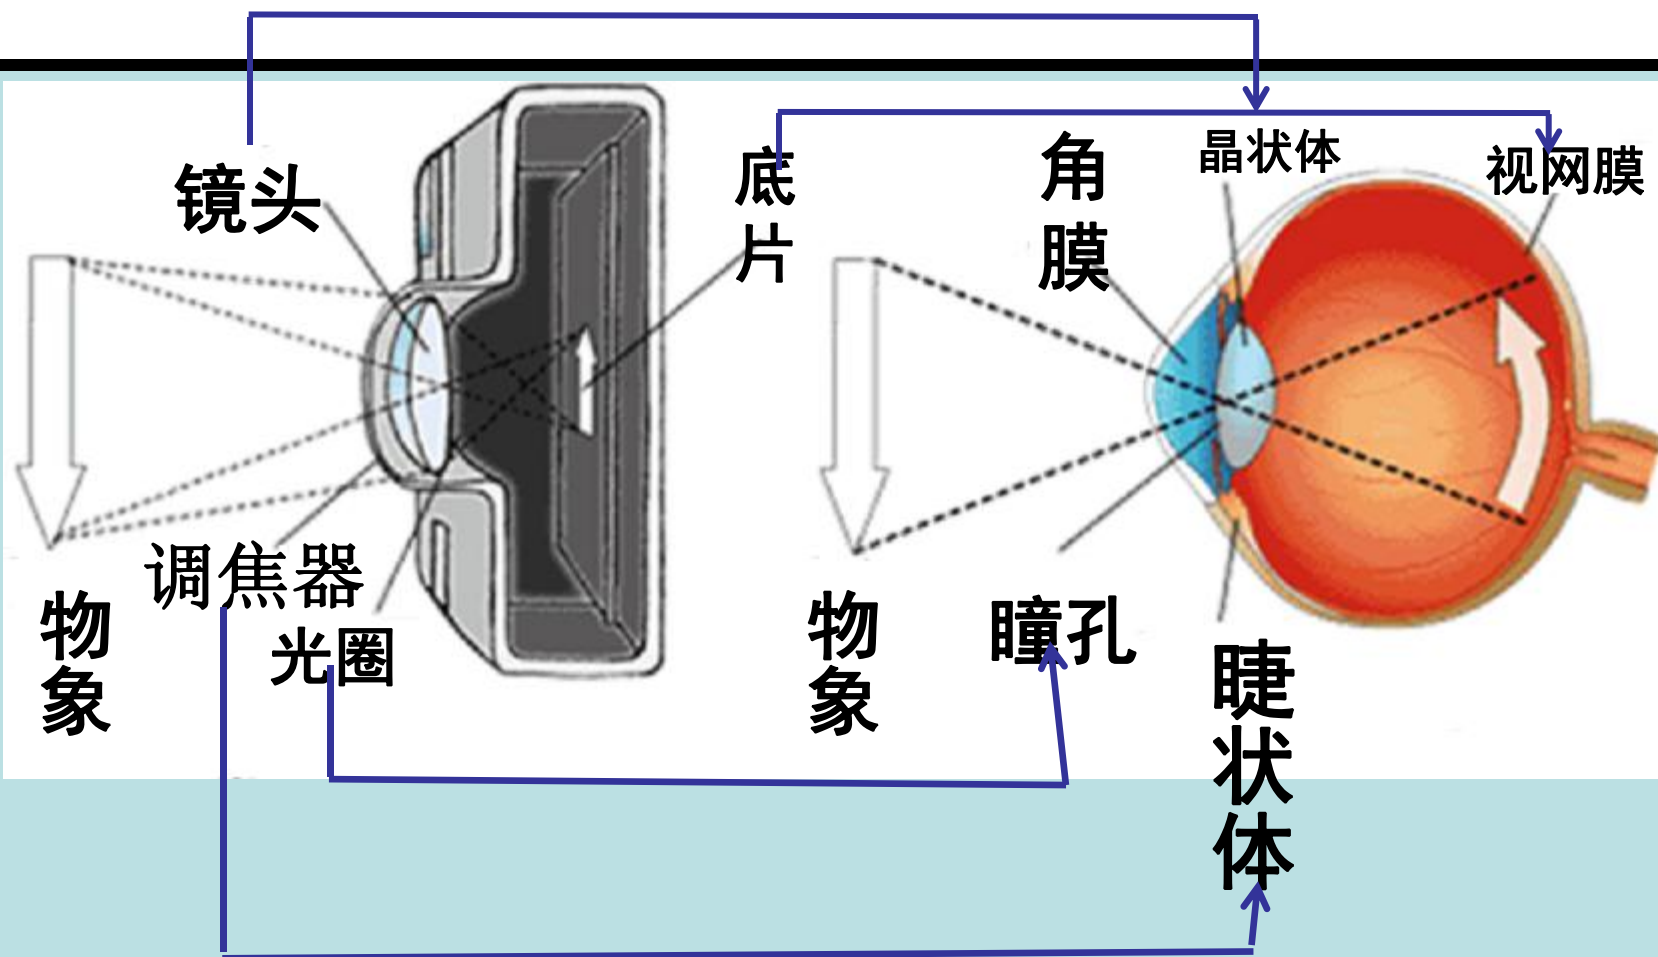 镜头
底
片
角
膜
晶状体
视网膜
调焦器
光圈
物
象
物
象
瞳孔
睫
状
体